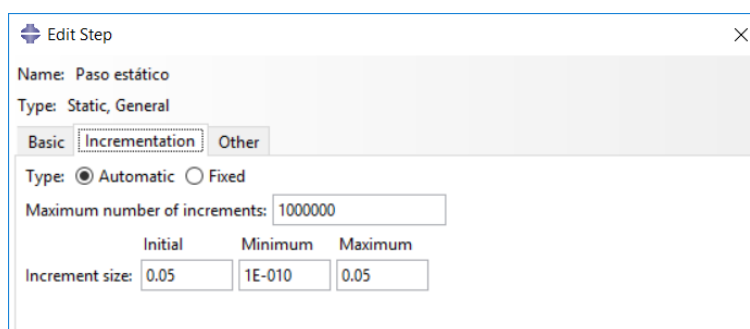 Edit Step
Name: Paso estático
Type: Static, General
Basic Incrementation Other
Type: Automatic Fixed
Maximum number of increments: 1000000
Initial Minimum Maximum
Increment size: 0.05 1E-010 0.05